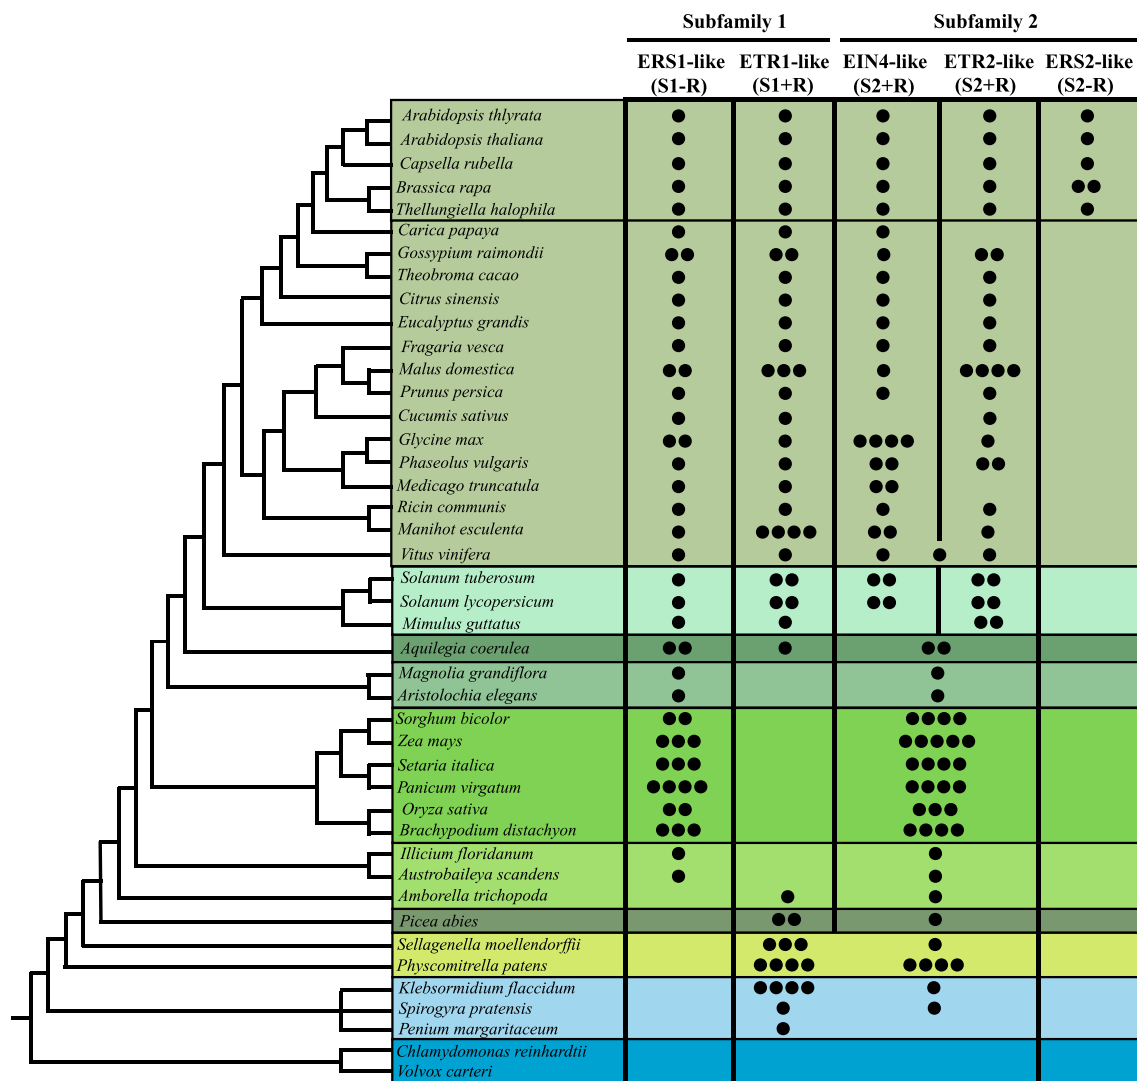 Subfamily 1 Subfamily 2
ERS1-like ETR1-like EIN4-like ETR2-like ERS2-like
(S1-R) (S1+R) (S2+R) (S2+R) (S2-R)
Arabidopsis thlyrata
Arabidopsis thaliana
Capsella rubella
Brassica rapa
Thellungiella halophila
Carica papaya
Gossypium raimondii
Theobroma cacao
Citrus sinensis
Eucalyptus grandis
Fragaria vesca
Malus domestica
Prunus persica
Cucumis sativus
Glycine max
Phaseolus vulgaris
Medicago truncatula
Ricin communis
Manihot esculenta
Vitus vinifera
Solanum tuberosum
Solanum lycopersicum
Mimulus guttatus
Aquilegia coerulea
Magnolia grandiflora
Aristolochia elegans
Sorghum bicolor
Zea mays
Setaria italica
Panicum virgatum
Oryza sativa
Brachypodium distachyon
Illicium floridanum
Austrobaileya scandens
Amborella trichopoda
Picea abies
Sellagenella moellendorffii
Physcomitrella patens
Klebsormidium flaccidum
Spirogyra pratensis
Penium margaritaceum
Chlamydomonas reinhardtii
Volvox carteri